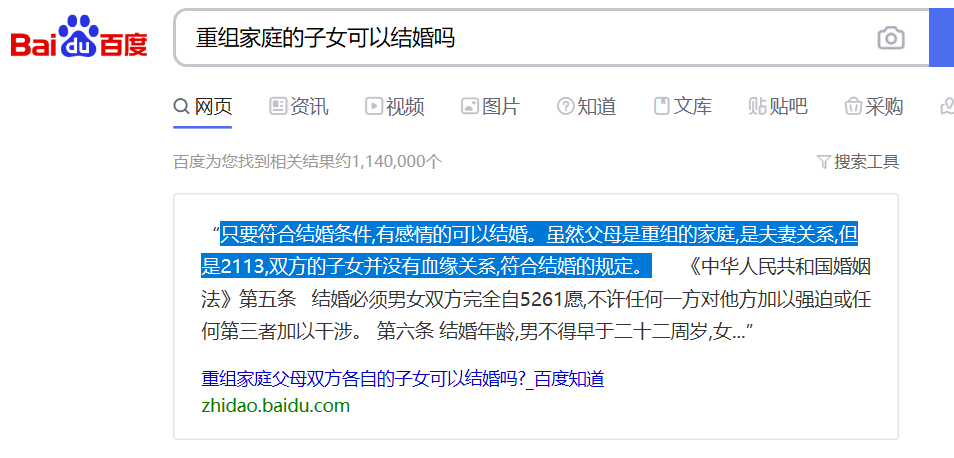 Bai du 百度
重组家庭的子女可以结婚吗
网页 资讯 视频 图片 知道 文库 贴吧 采购
百度为您找到相关结果约1,140,000个 搜索工具
“只要符合结婚条件,有感情的可以结婚。虽然父母是重组的家庭,是夫妻关系,但
是2113,双方的子女并没有血缘关系,符合结婚的规定。 《中华人民共和国婚姻
法》第五条 结婚必须男女双方完全自5261愿,不许任何一方对他方加以强迫或任
何第三者加以干涉。 第六条 结婚年龄,男不得早于二十二周岁,女...”
重组家庭父母双方各自的子女可以结婚吗?_百度知道
zhidao.baidu.com